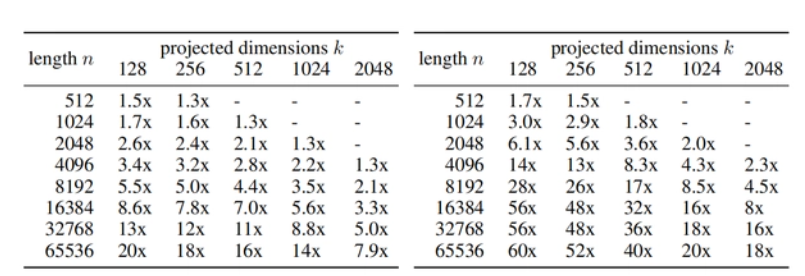 length n projected dimensions k
128 256 512 1024 2048
512 1.5x 1.3x - - -
1024 1.7x 1.6x 1.3x - -
2048 2.6x 2.4x 2.1x 1.3x -
4096 3.4x 3.2x 2.8x 2.2x 1.3x
8192 5.5x 5.0x 4.4x 3.5x 2.1x
16384 8.6x 7.8x 7.0x 5.6x 3.3x
32768 13x 12x 11x 8.8x 5.0x
65536 20x 18x 16x 14x 7.9x
length n projected dimensions k
128 256 512 1024 2048
512 1.7x 1.5x - - -
1024 3.0x 2.9x 1.8x - -
2048 6.1x 5.6x 3.6x 2.0x -
4096 14x 13x 8.3x 4.3x 2.3x
8192 28x 26x 17x 8.5x 4.5x
16384 56x 48x 32x 16x 8x
32768 56x 48x 36x 18x 16x
65536 60x 52x 40x 20x 18x